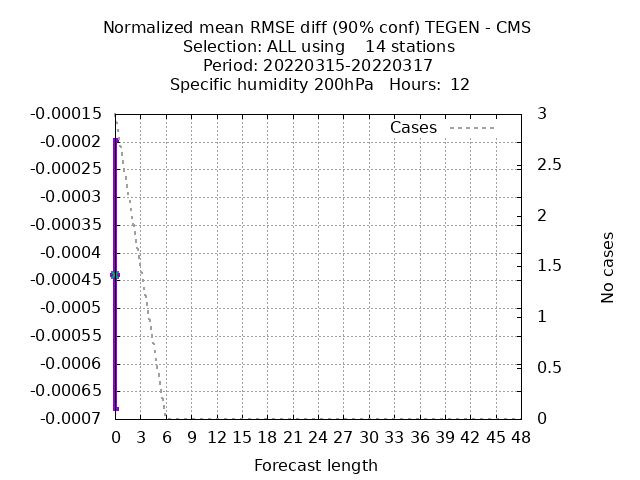 Normalized mean RMSE diff (90% conf) TEGEN - CMS
Selection: ALL using    14 stations
Period: 20220315-20220317
Specific humidity 200hPa   Hours:  12
Cases
-0.00015
-0.0002
-0.00025
-0.0003
-0.00035
-0.0004
-0.00045
-0.0005
-0.00055
-0.0006
-0.00065
-0.0007
3
2.5
2
1.5
1
0.5
0
No cases
0 3 6 9 12 15 18 21 24 27 30 33 36 39 42 45 48
Forecast length